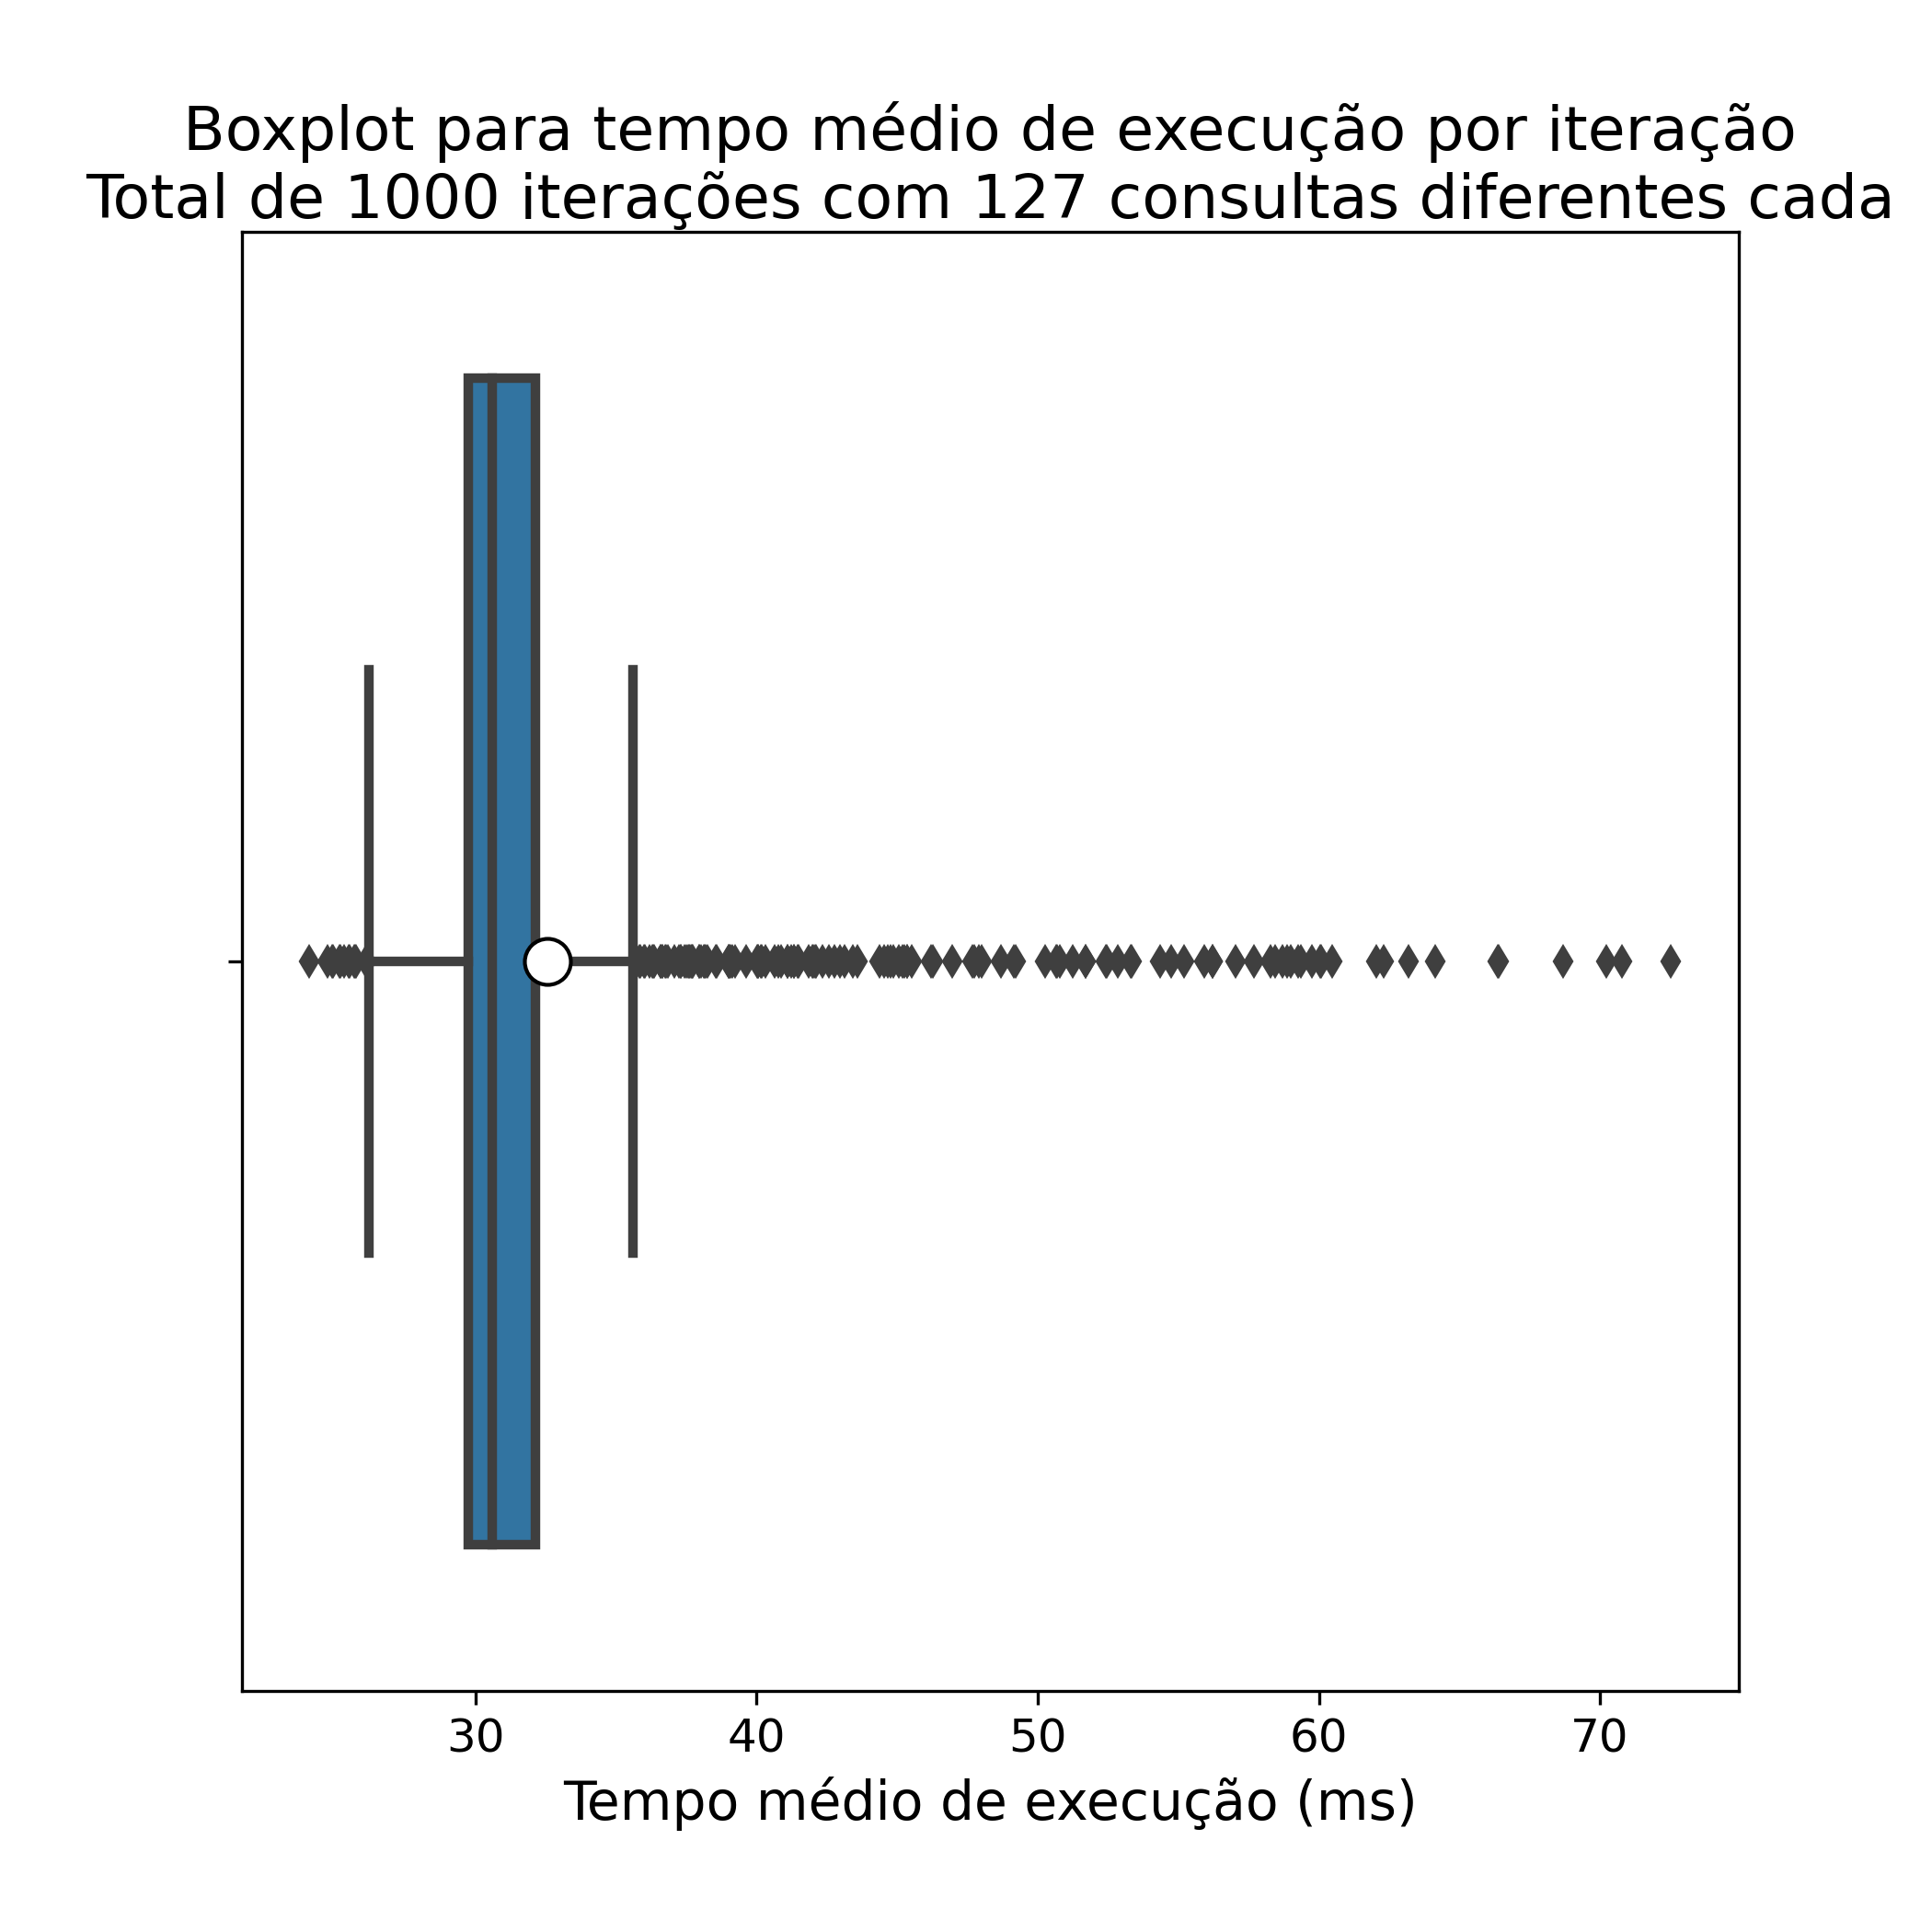 Boxplot para tempo médio de execução por iteração
Total de 1000 iterações com 127 consultas diferentes cada
30 40 50 60 70
Tempo médio de execução (ms)